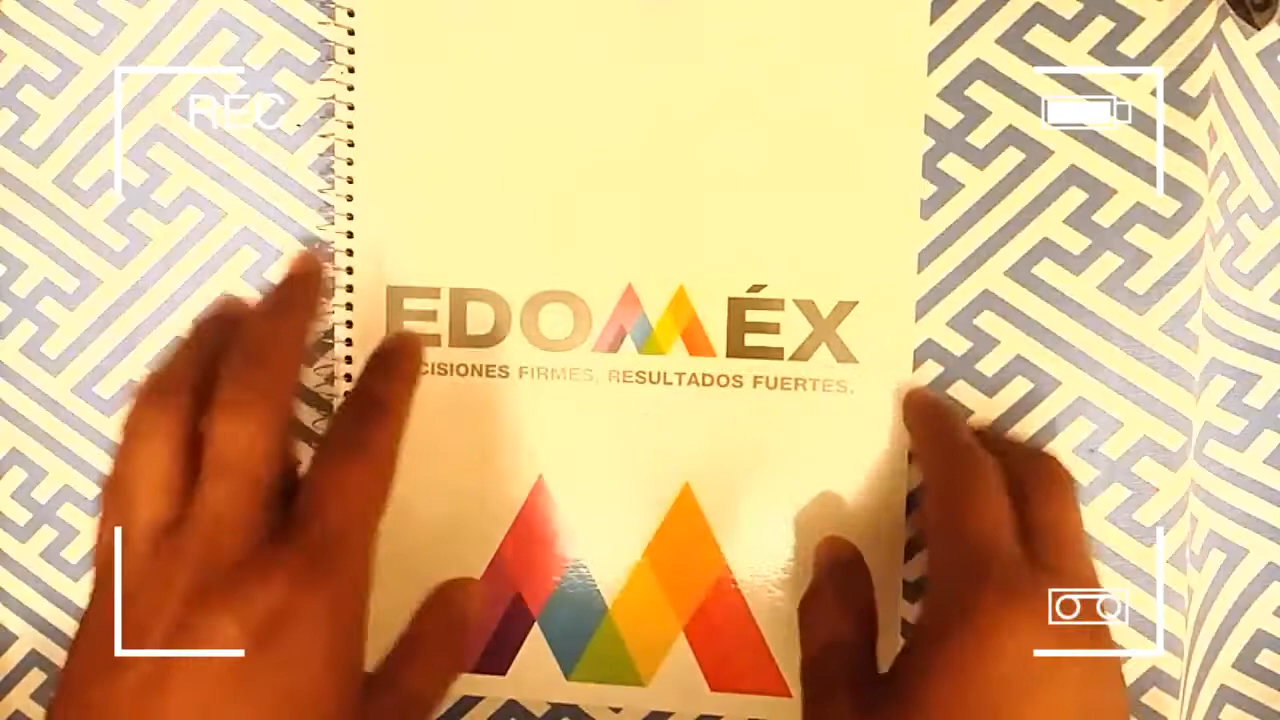 REC
EDOMÉX
CISIONES FIRMES, RESULTADOS FUERTES.